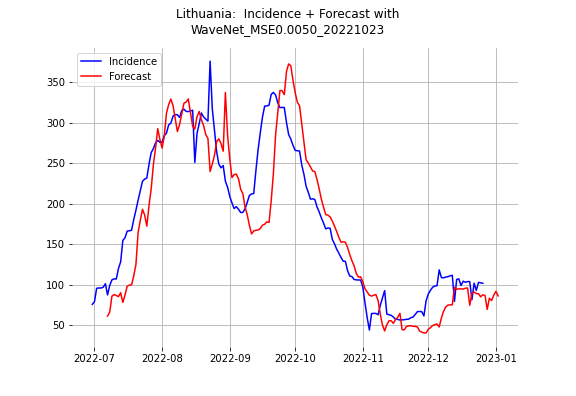 Lithuania:  Incidence + Forecast with
WaveNet_MSE0.0050_20221023
Incidence
Forecast
350
300
250
200
150
100
50
2022-07 2022-08 2022-09 2022-10 2022-11 2022-12 2023-01